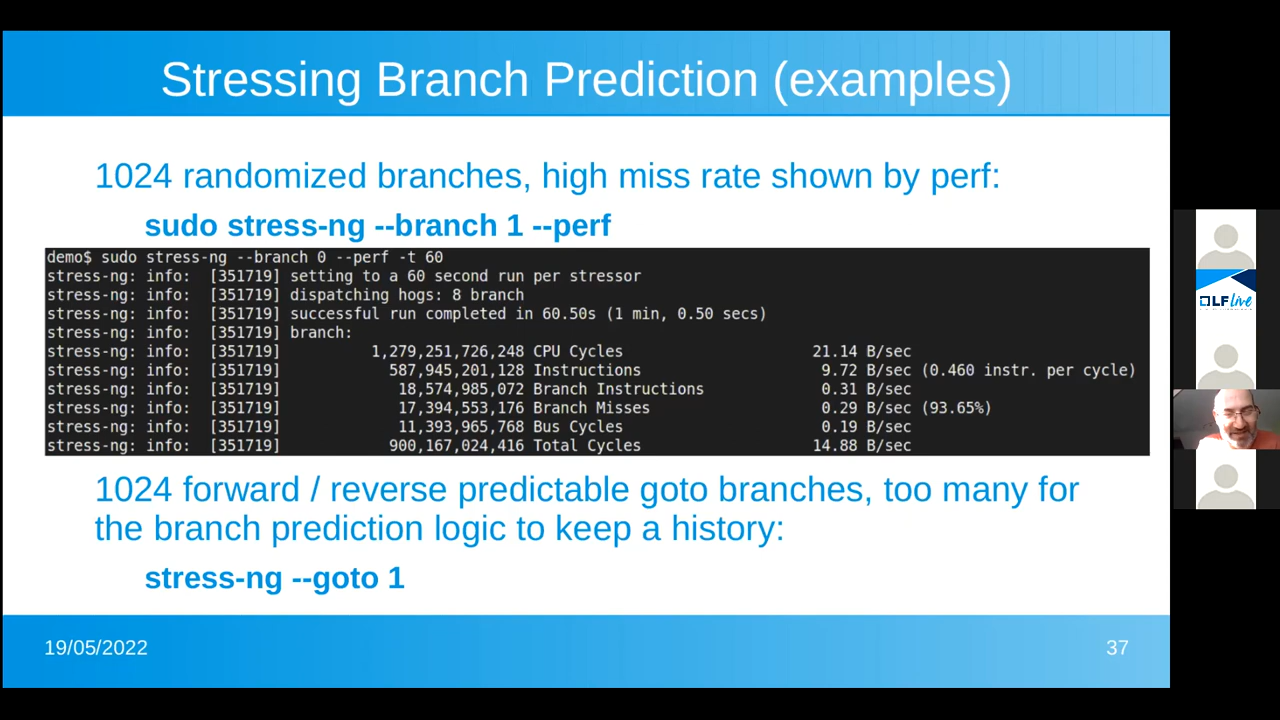 Stressing Branch Prediction (examples)
1024 randomized branches, high miss rate shown by perf:
sudo stress-ng --branch 1 --perf
demo$ sudo stress-ng --branch 0 --perf -t 60
stress-ng: info:  [351719] setting to a 60 second run per stressor
stress-ng: info:  [351719] dispatching hogs: 8 branch
stress-ng: info:  [351719] successful run completed in 60.50s (1 min, 0.50 secs)
stress-ng: info:  [351719] branch:
stress-ng: info:  [351719] 1,279,251,726,248 CPU Cycles 21.14 B/sec
stress-ng: info:  [351719] 587,945,201,128 Instructions 9.72 B/sec (0.460 instr. per cycle)
stress-ng: info:  [351719] 18,574,985,072 Branch Instructions 0.31 B/sec
stress-ng: info:  [351719] 17,394,553,176 Branch Misses 0.29 B/sec (93.65%)
stress-ng: info:  [351719] 11,393,965,768 Bus Cycles 0.19 B/sec
stress-ng: info:  [351719] 900,167,024,416 Total Cycles 14.88 B/sec
1024 forward / reverse predictable goto branches, too many for
the branch prediction logic to keep a history:
stress-ng --goto 1
19/05/2022
37
LF Live